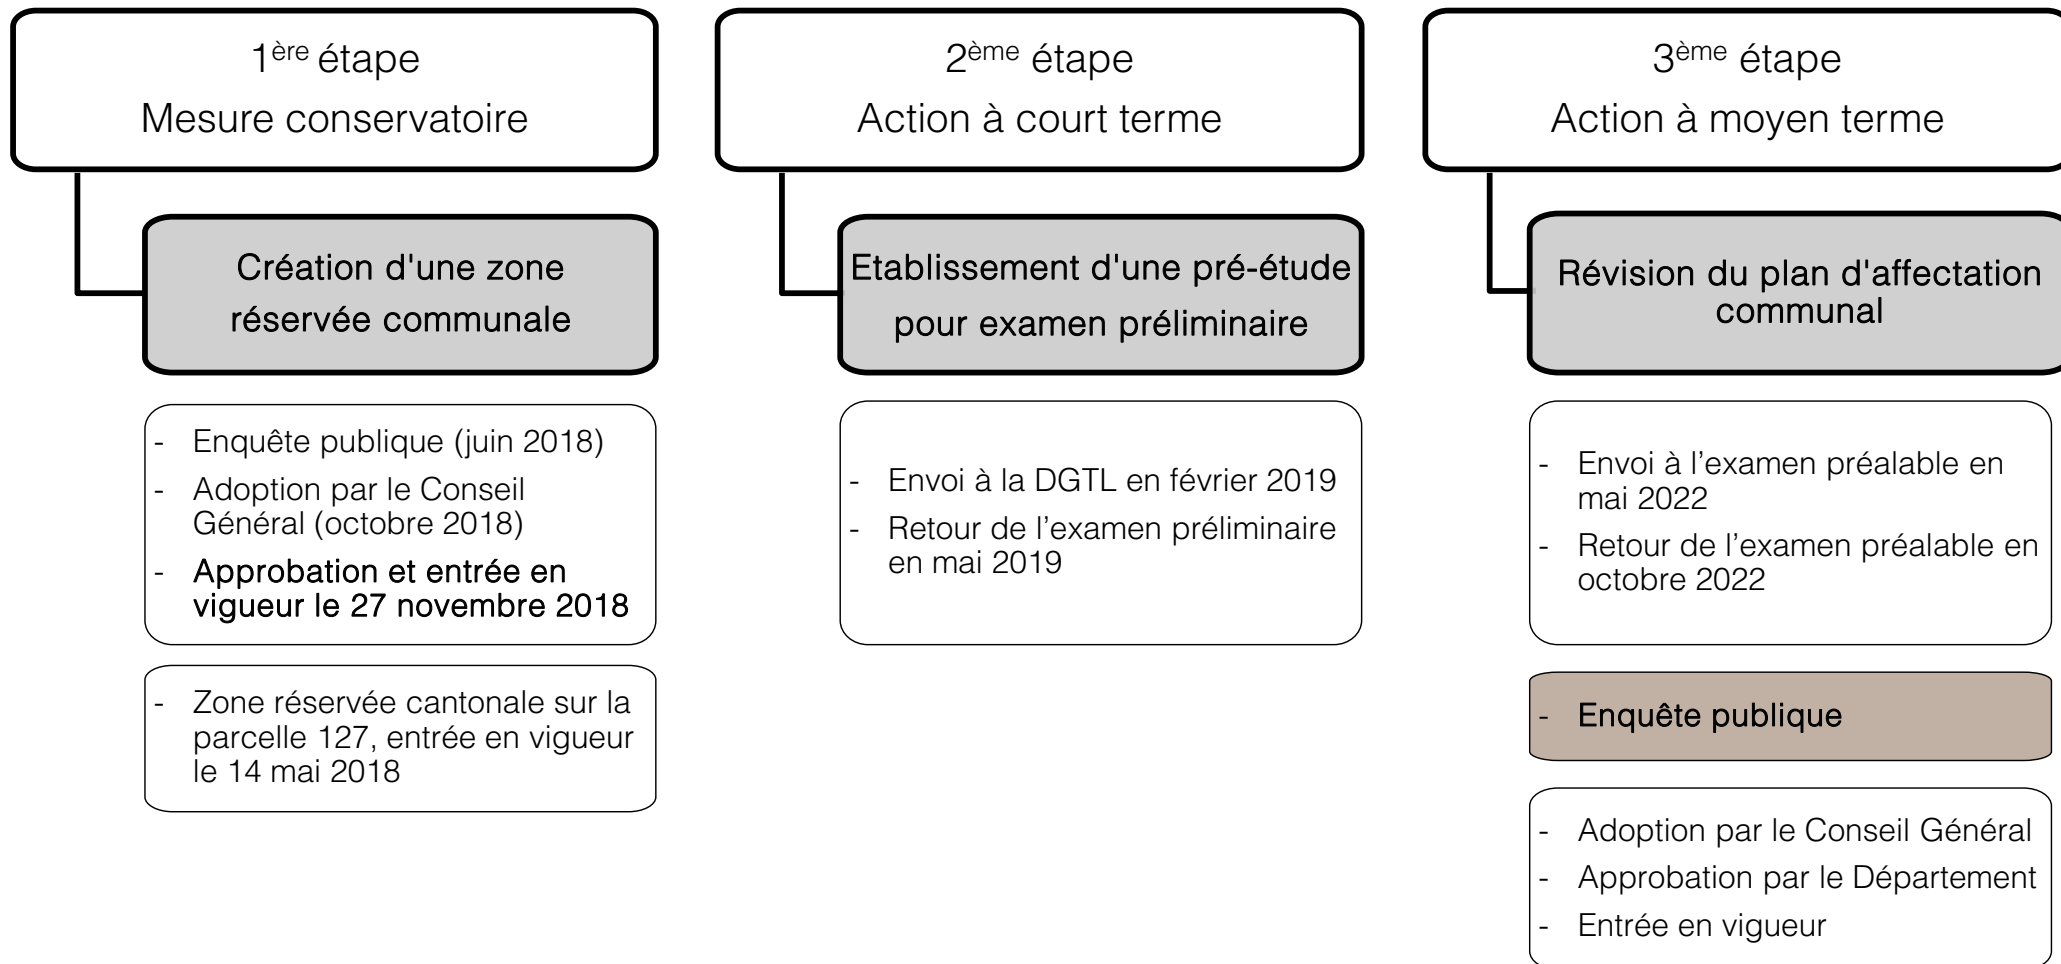 1ère étape
Mesure conservatoire
Création d'une zone
réservée communale
- Enquête publique (juin 2018)
- Adoption par le Conseil
Général (octobre 2018)
- Approbation et entrée en
vigueur le 27 novembre 2018
- Zone réservée cantonale sur la
parcelle 127, entrée en vigueur
le 14 mai 2018
2ème étape
Action à court terme
Etablissement d'une pré-étude
pour examen préliminaire
- Envoi à la DGTL en février 2019
- Retour de l’examen préliminaire
en mai 2019
3ème étape
Action à moyen terme
Révision du plan d'affectation
communal
- Envoi à l’examen préalable en
mai 2022
- Retour de l’examen préalable en
octobre 2022
- Enquête publique
- Adoption par le Conseil Général
- Approbation par le Département
- Entrée en vigueur